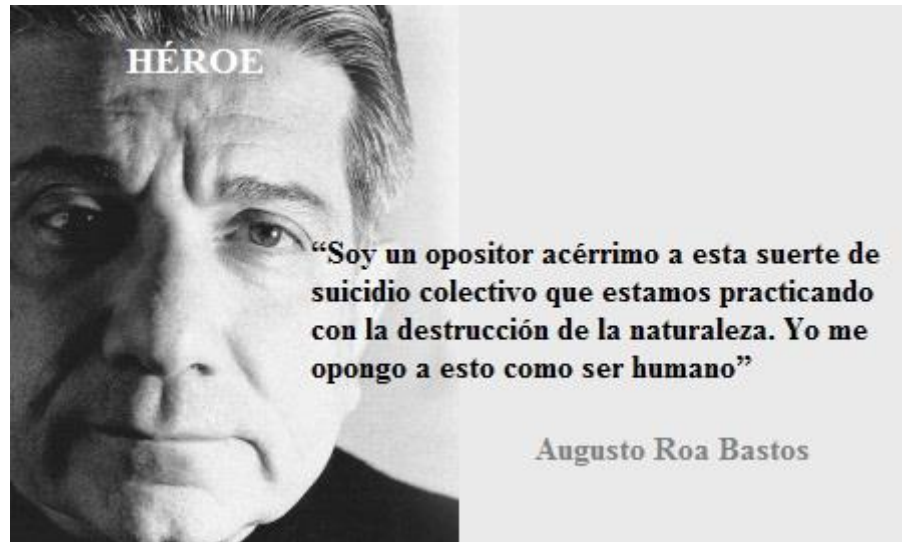 HÉROE
“Soy un opositor acérrimo a esta suerte de
suicidio colectivo que estamos practicando
con la destrucción de la naturaleza. Yo me
opongo a esto como ser humano”
Augusto Roa Bastos